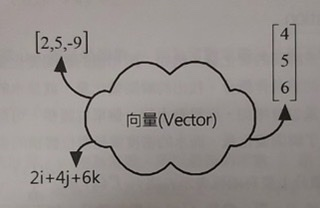 [2,5,-9]
4
5
6
向量(Vector)
2i+4j+6k